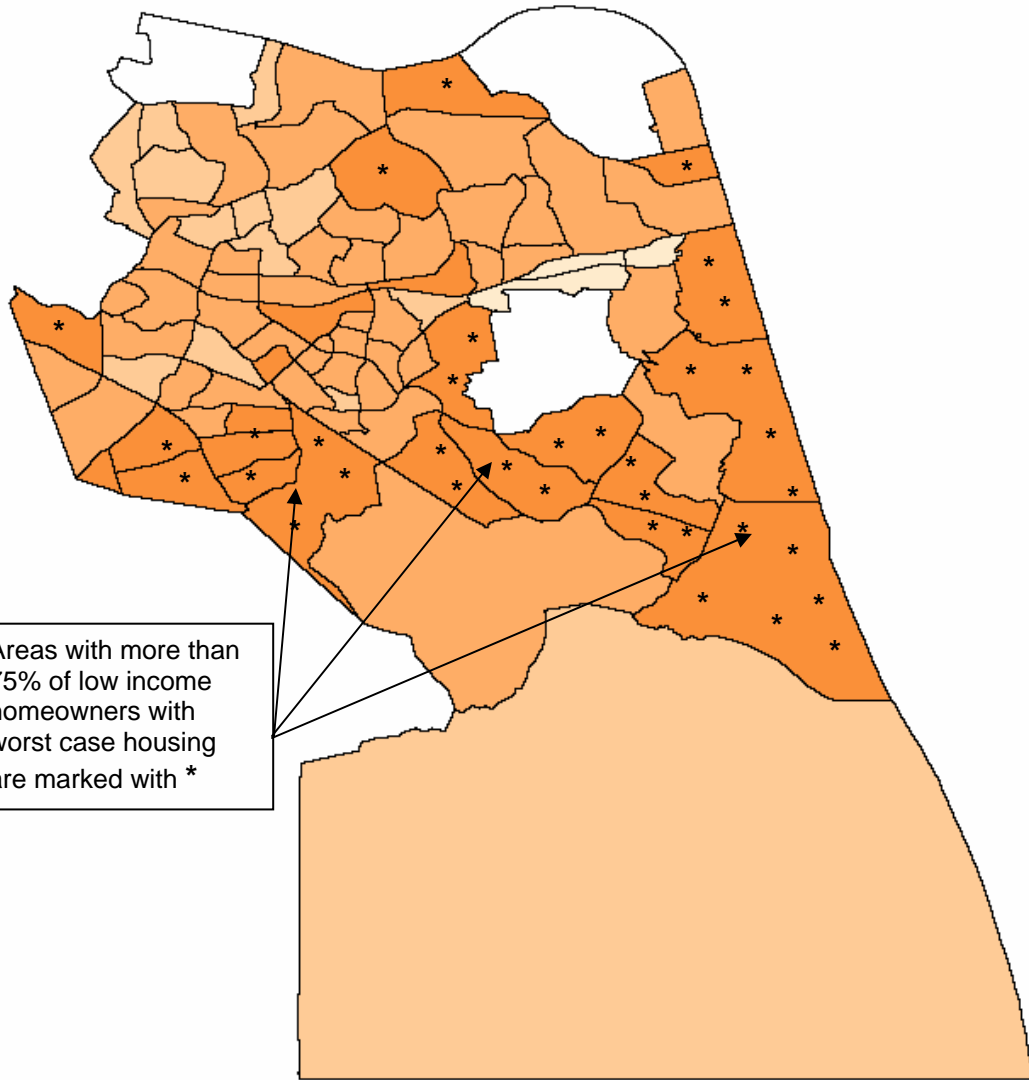 Areas with more than
75% of low income
homeowners with
worst case housing
are marked with *